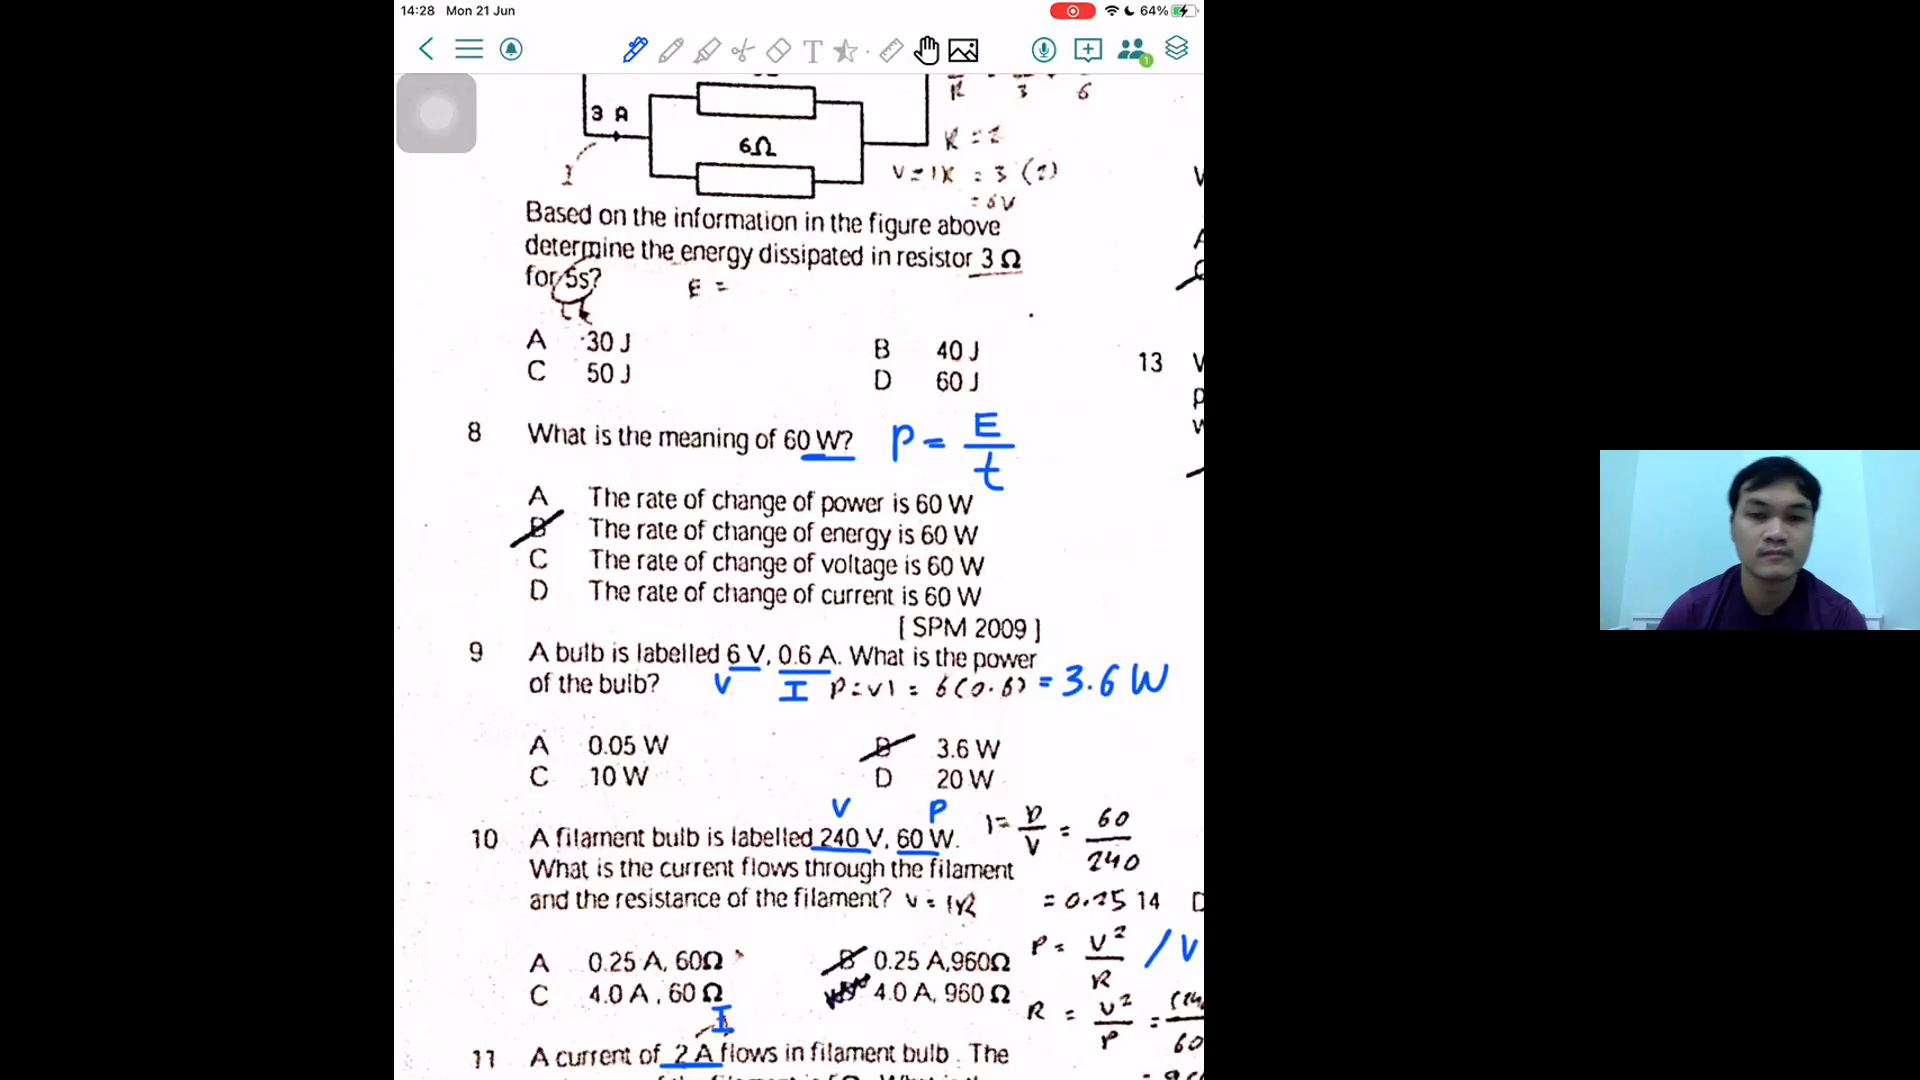 14:28 Mon 21 Jun
64%
T
1
3 A
R 3 6
6Ω
R = 2
I
V = IR = 3 (2)
= 6V
Based on the information in the figure above
determine the energy dissipated in resistor 3 Ω
for 5s?
E =
A 30 J
B 40 J
C 50 J
D 60 J
13
8 What is the meaning of 60 W?
P = E / t
A The rate of change of power is 60 W
B The rate of change of energy is 60 W
C The rate of change of voltage is 60 W
D The rate of change of current is 60 W
[ SPM 2009 ]
9 A bulb is labelled 6 V, 0.6 A. What is the power
of the bulb?
V I P = VI = 6(0.6) = 3.6 W
A 0.05 W
B 3.6 W
C 10 W
D 20 W
V P
10 A filament bulb is labelled 240 V, 60 W.
What is the current flows through the filament
and the resistance of the filament? V = IR
I = P / V = 60 / 240
= 0.25
14
A 0.25 A, 60Ω
B 0.25 A,960Ω
C 4.0 A , 60 Ω
4.0 A, 960 Ω
P = V² / R / V
R = V² / P =
60
I
11 A current of 2 A flows in filament bulb . The